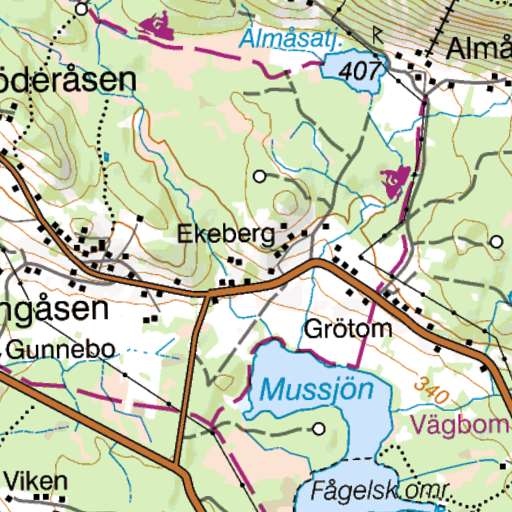 Almåsatj.
R
407
Almå
öderåsen
Ekeberg
ngåsen
Grötom
Gunnebo
Mussjön
340
Vägbom
Viken
Fågelsk.omr.